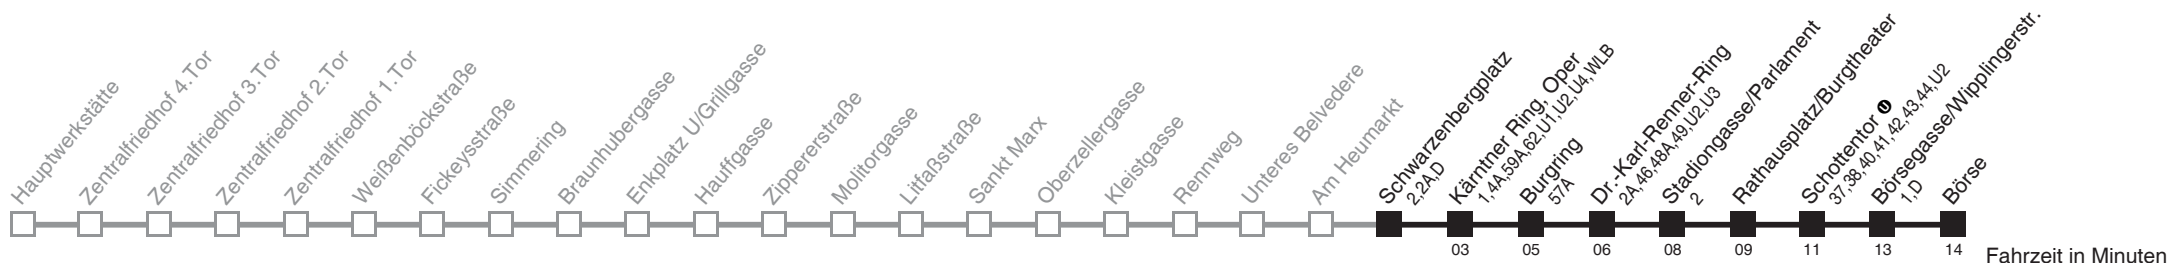 Hauptwerkstätte
Zentralfriedhof 4.Tor
Zentralfriedhof 3.Tor
Zentralfriedhof 2.Tor
Zentralfriedhof 1.Tor
Weißenböckstraße
Fickeysstraße
Simmering
Braunhubergasse
Enkplatz U/Grillgasse
Hauffgasse
Zippererstraße
Molitorgasse
Litfaßstraße
Sankt Marx
Oberzellergasse
Kleistgasse
Rennweg
Unteres Belvedere
Am Heumarkt
Schwarzenbergplatz
2,2A,D
Kärntner Ring, Oper
1,4A,59A,62,U1,U2,U4,WLB
Burgring
57A
Dr.-Karl-Renner-Ring
2A,46,48A,49,U2,U3
Stadiongasse/Parlament
2
Rathausplatz/Burgtheater
Schottentor U
37,38,40,41,42,43,44,U2
Börsegasse/Wipplingerstr.
1,D
Börse
03 05 06 08 09 11 13 14 Fahrzeit in Minuten